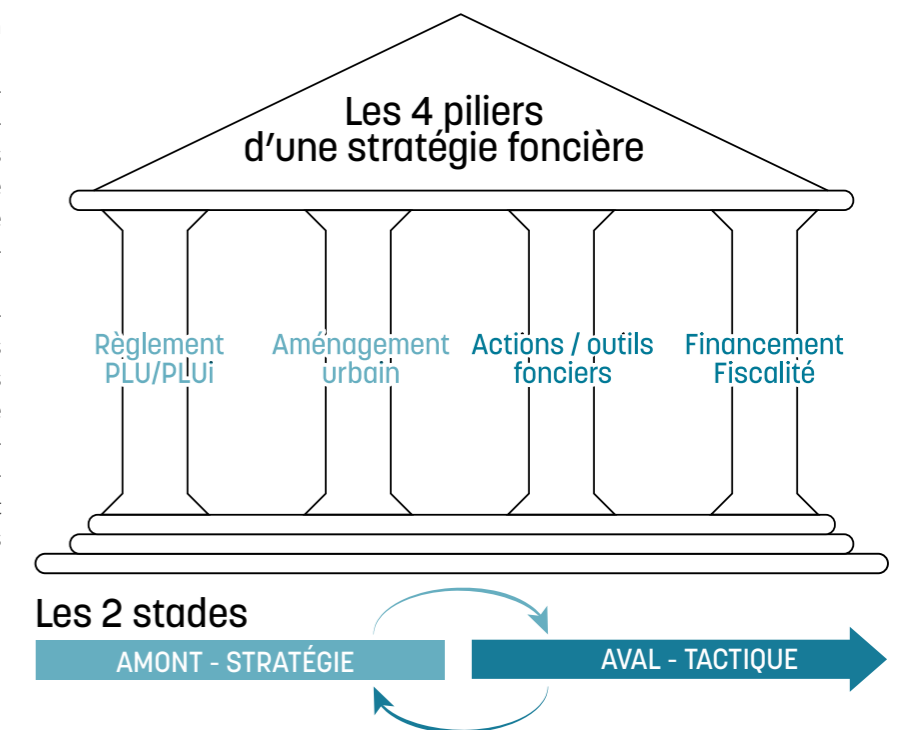 Les 4 piliers
d'une stratégie foncière
Règlement
PLU/PLUi
Aménagement
urbain
Actions / outils
fonciers
Financement
Fiscalité
Les 2 stades
AMONT - STRATÉGIE
AVAL - TACTIQUE